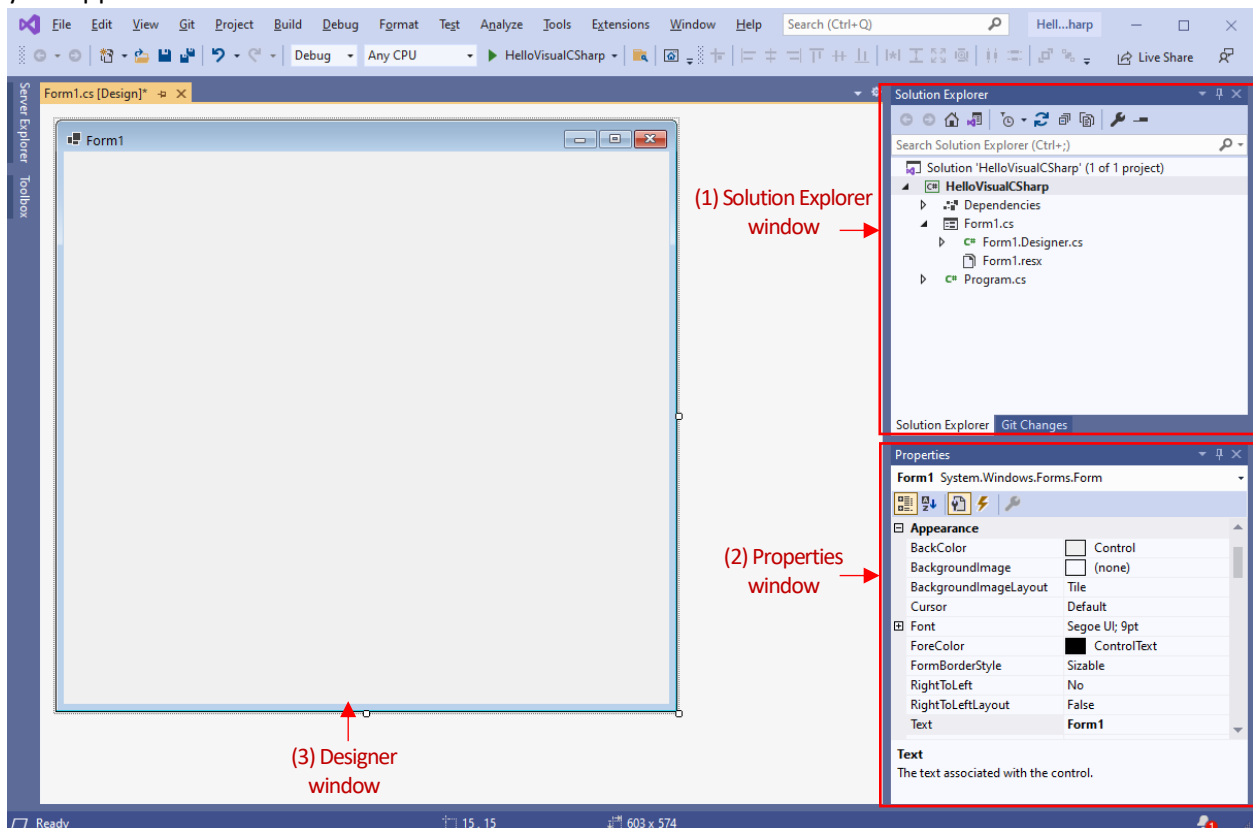 File Edit View Git Project Build Debug Format Test Analyze Tools Extensions Window Help Search (Ctrl+Q) Hell...harp
Debug Any CPU HelloVisualCSharp Live Share
Server Explorer
Toolbox
Form1.cs [Design]*
Form1
(1) Solution Explorer
window
(3) Designer
window
Solution Explorer
Search Solution Explorer (Ctrl+;)
Solution 'HelloVisualCSharp' (1 of 1 project)
C# HelloVisualCSharp
Dependencies
Form1.cs
C# Form1.Designer.cs
Form1.resx
C# Program.cs
Solution Explorer Git Changes
(2) Properties
window
Properties
Form1 System.Windows.Forms.Form
Appearance
BackColor Control
BackgroundImage (none)
BackgroundImageLayout Tile
Cursor Default
Font Segoe UI; 9pt
ForeColor ControlText
FormBorderStyle Sizable
RightToLeft No
RightToLeftLayout False
Text Form1
Text
The text associated with the control.
Ready 15 , 15 603 x 574 1